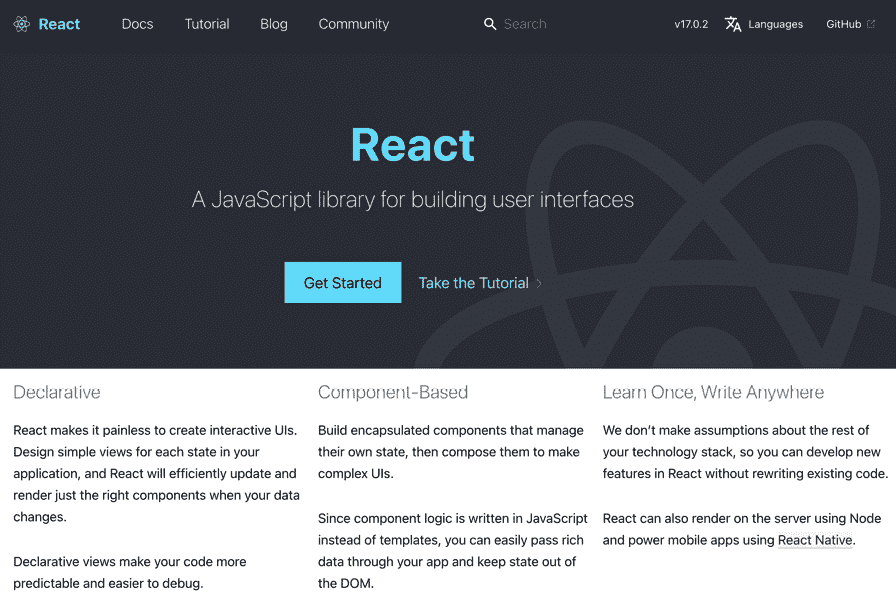 React Docs Tutorial Blog Community Search v17.0.2 Languages GitHub
React
A JavaScript library for building user interfaces
Get Started Take the Tutorial
Declarative
React makes it painless to create interactive UIs.
Design simple views for each state in your
application, and React will efficiently update and
render just the right components when your data
changes.
Declarative views make your code more
predictable and easier to debug.
Component-Based
Build encapsulated components that manage
their own state, then compose them to make
complex UIs.
Since component logic is written in JavaScript
instead of templates, you can easily pass rich
data through your app and keep state out of
the DOM.
Learn Once, Write Anywhere
We don’t make assumptions about the rest of
your technology stack, so you can develop new
features in React without rewriting existing code.
React can also render on the server using Node
and power mobile apps using React Native.